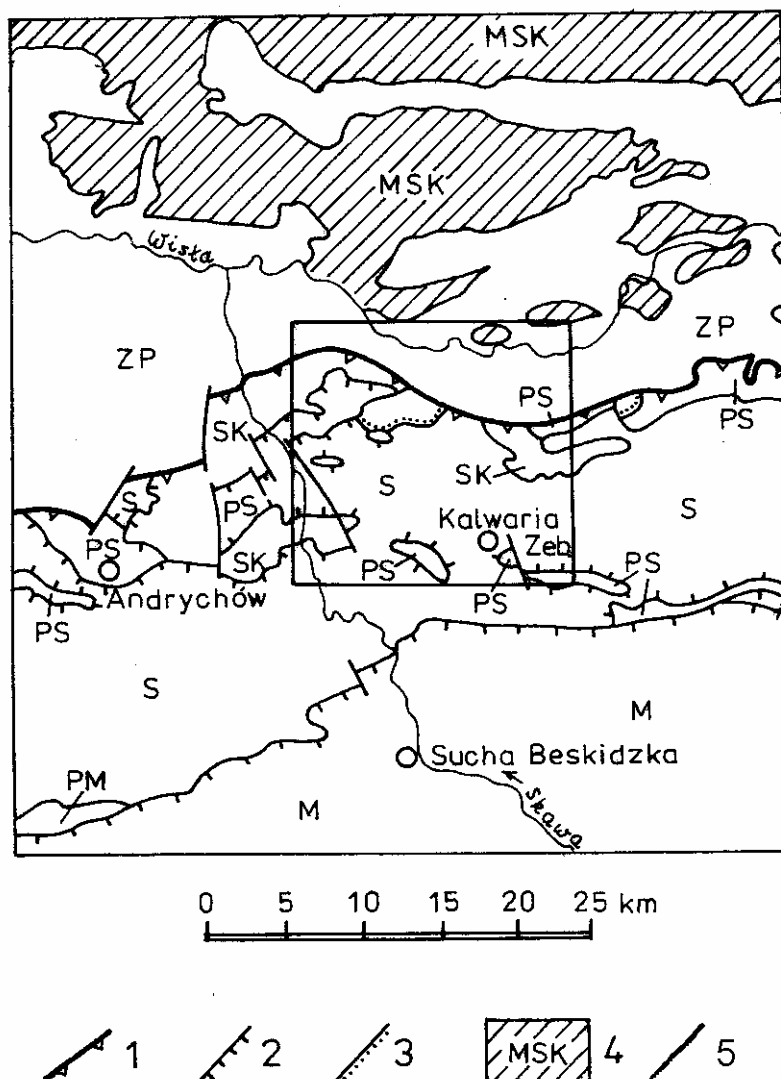 MSK
MSK
Wisła
ZP
ZP
PS
PS
SK
S
SK
S
PS
S
Kalwaria
Zeb.
PS
SK
PS
PS
PS
Andrychów
PS
S
M
Sucha Beskidzka
PM
M
Skawa
0 5 10 15 20 25 km
1 2 3 MSK 4 5